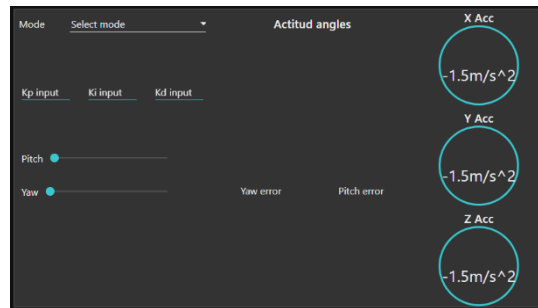 Mode Select mode
Actitud angles
X Acc
-1.5m/s^2
Kp input Ki input Kd input
Y Acc
-1.5m/s^2
Pitch
Yaw
Yaw error Pitch error
Z Acc
-1.5m/s^2